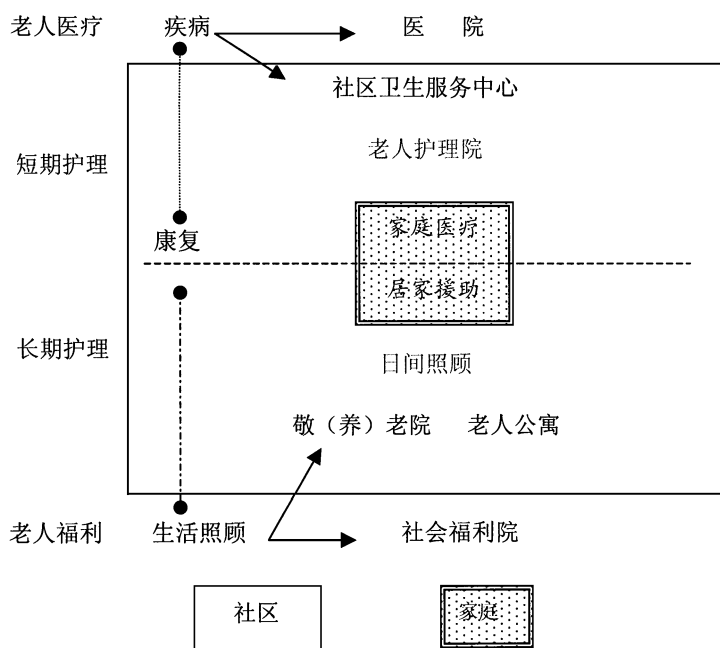 老人医疗 疾病 医 院
社区卫生服务中心
老人护理院
短期护理
家庭医疗
康复
居家援助
长期护理
日间照顾
敬（养）老院 老人公寓
老人福利 生活照顾 社会福利院
社区 家庭